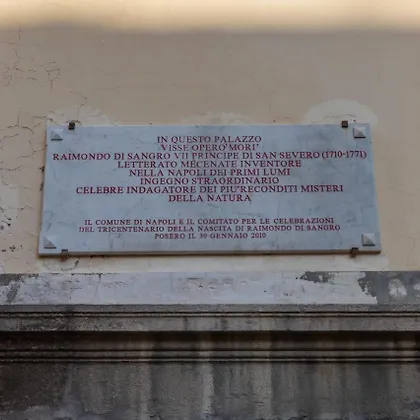 IN QUESTO PALAZZO
VISSE OPERO' MORI'
RAIMONDO DI SANGRO VII PRINCIPE DI SAN SEVERO (1710-1771)
LETTERATO MECENATE INVENTORE
NELLA NAPOLI DEI PRIMI LUMI
INGEGNO STRAORDINARIO
CELEBRE INDAGATORE DEI PIU' RECONDITI MISTERI
DELLA NATURA
IL COMUNE DI NAPOLI E IL COMITATO PER LE CELEBRAZIONI
DEL TRICENTENARIO DELLA NASCITA DI RAIMONDO DI SANGRO
POSERO IL 30 GENNAIO 2010